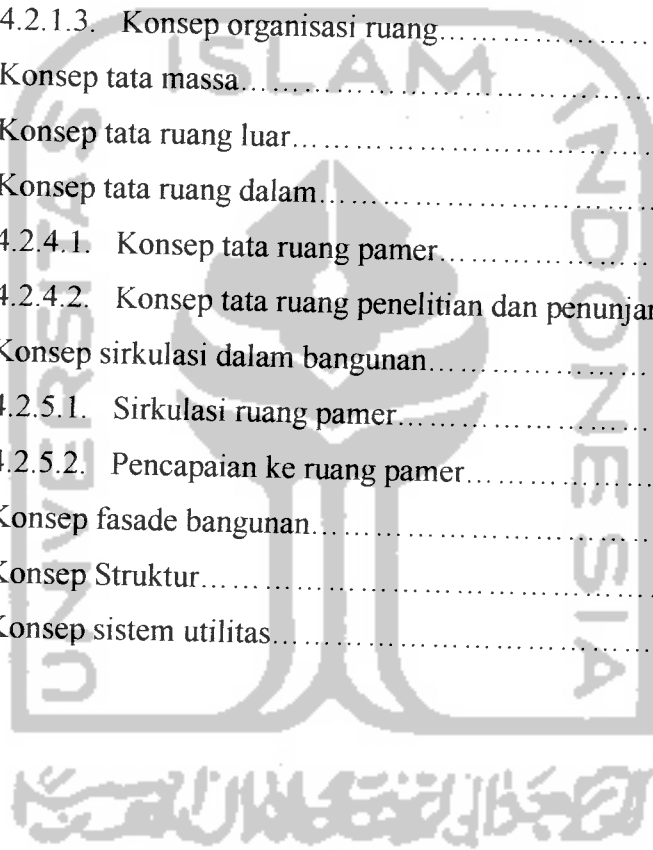 4.2.1.3. Konsep organisasi ruang......................
Konsep tata massa......................................
Konsep tata ruang luar.................................
Konsep tata ruang dalam..............................
4.2.4.1. Konsep tata ruang pamer......................
4.2.4.2. Konsep tata ruang penelitian dan
Konsep sirkulasi dalam bangunan......................
4.2.5.1. Sirkulasi ruang pamer..........................
4.2.5.2. Pencapaian ke ruang pamer..................
Konsep fasade bangunan................................
Konsep Struktur..........................................
Konsep sistem utilitas...................................
UNIVERSITAS
ISLAM
INDONESIA